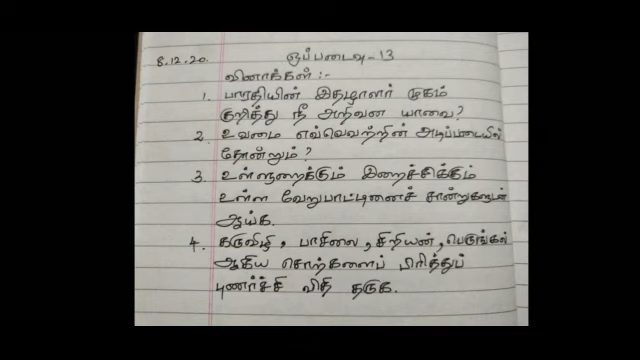 8.12.20. ஒப்படைவு - 13
வினாக்கள் :-
1. பாரதியின் இதழாளர் முகம்
குறித்து நீ அறிவன யாவை?
2. உவமை எவ்வெவற்றின் அடிப்படையில்
தோன்றும்?
3. உள்ளுறைக்கும் இறைச்சிக்கும்
உள்ள வேறுபாட்டினைச் சான்றுகளுடன்
ஆய்க.
4. கருவிழி, பாசிலை, சிறியன், பெருங்கல்
ஆகிய சொற்களைப் பிரித்துப்
புணர்ச்சி விதி தருக.